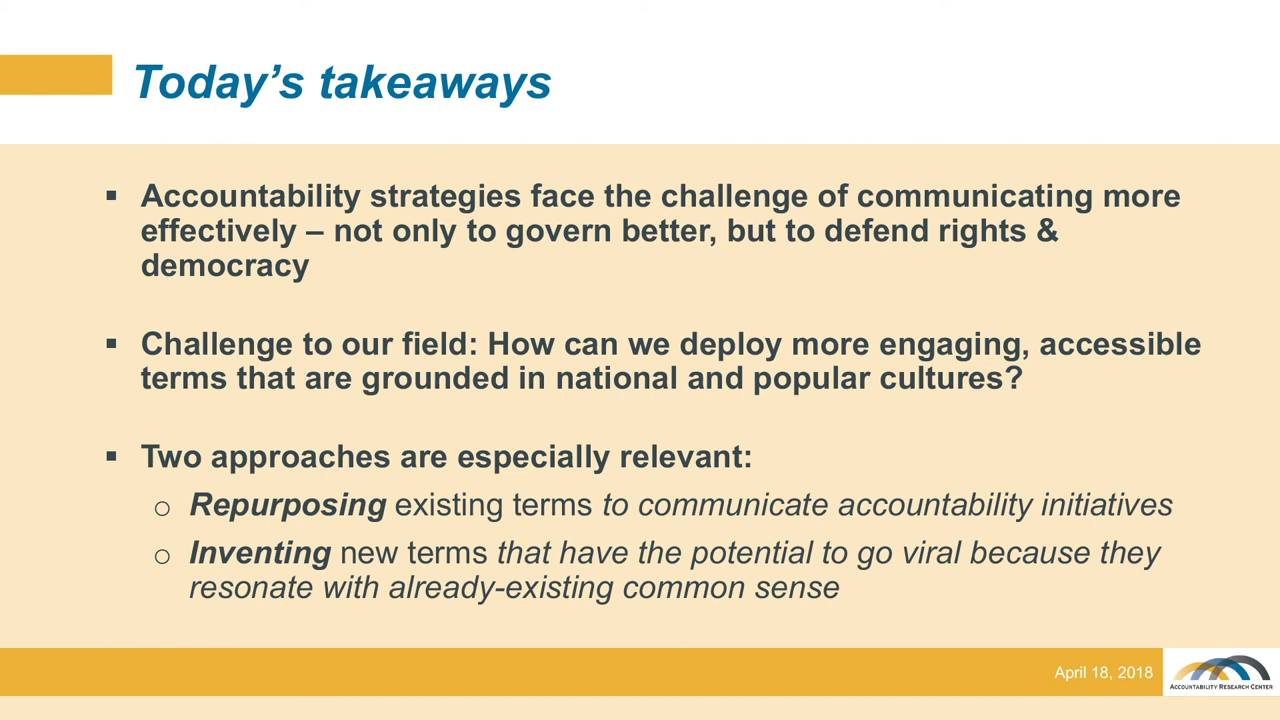 Today’s takeaways
▪ Accountability strategies face the challenge of communicating more
effectively – not only to govern better, but to defend rights &
democracy
▪ Challenge to our field: How can we deploy more engaging, accessible
terms that are grounded in national and popular cultures?
▪ Two approaches are especially relevant:
o Repurposing existing terms to communicate accountability initiatives
o Inventing new terms that have the potential to go viral because they
resonate with already-existing common sense
April 18, 2018
Accountability Research Center